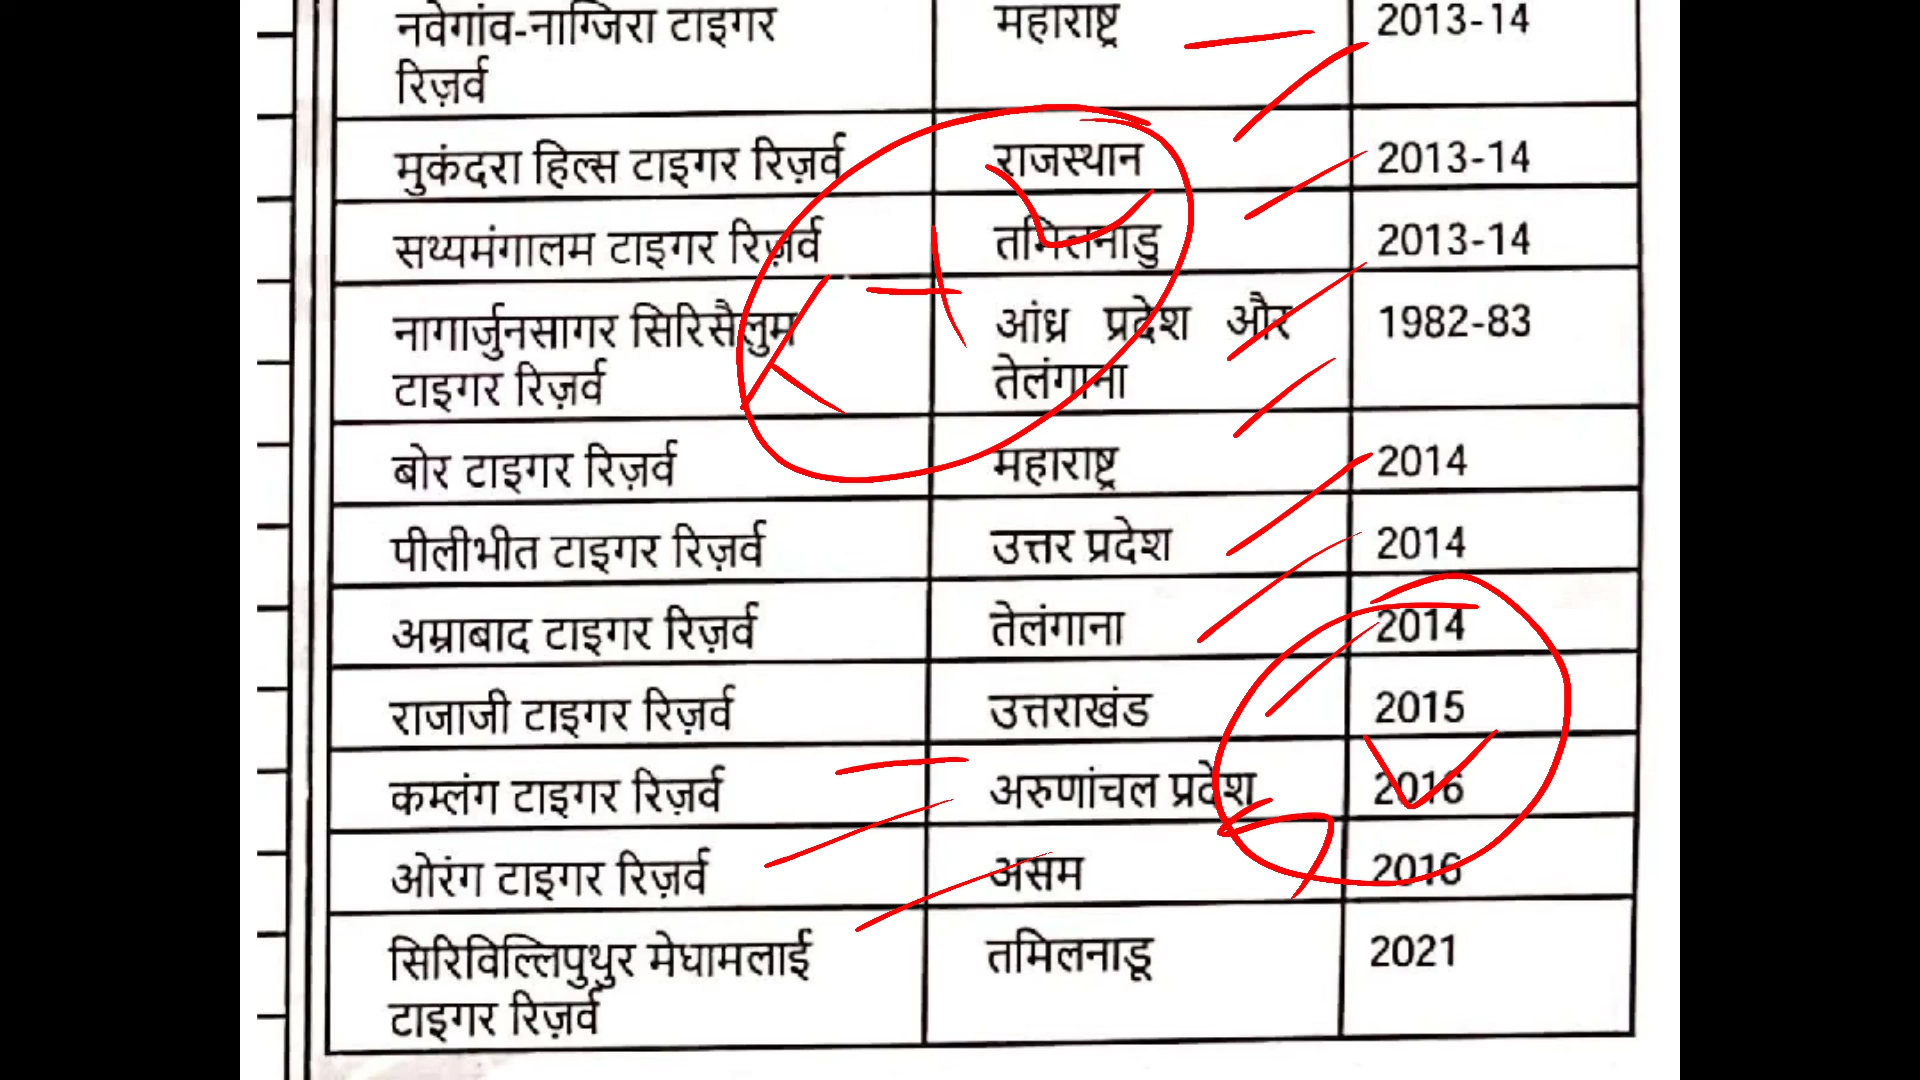 नवेगांव-नाग्जिरा टाइगर महाराष्ट्र 2013-14
रिज़र्व
मुकंदरा हिल्स टाइगर रिज़र्व राजस्थान 2013-14
सथ्यमंगालम टाइगर रिज़र्व तमिलनाडु 2013-14
नागार्जुनसागर सिरिसैलुम आंध्र प्रदेश और 1982-83
टाइगर रिज़र्व तेलंगाना
बोर टाइगर रिज़र्व महाराष्ट्र 2014
पीलीभीत टाइगर रिज़र्व उत्तर प्रदेश 2014
अम्राबाद टाइगर रिज़र्व तेलंगाना 2014
राजाजी टाइगर रिज़र्व उत्तराखंड 2015
कम्लंग टाइगर रिज़र्व अरुणांचल प्रदेश 2016
ओरंग टाइगर रिज़र्व असम 2016
सिरिविल्लिपुथुर मेघामलाई तमिलनाडू 2021
टाइगर रिज़र्व